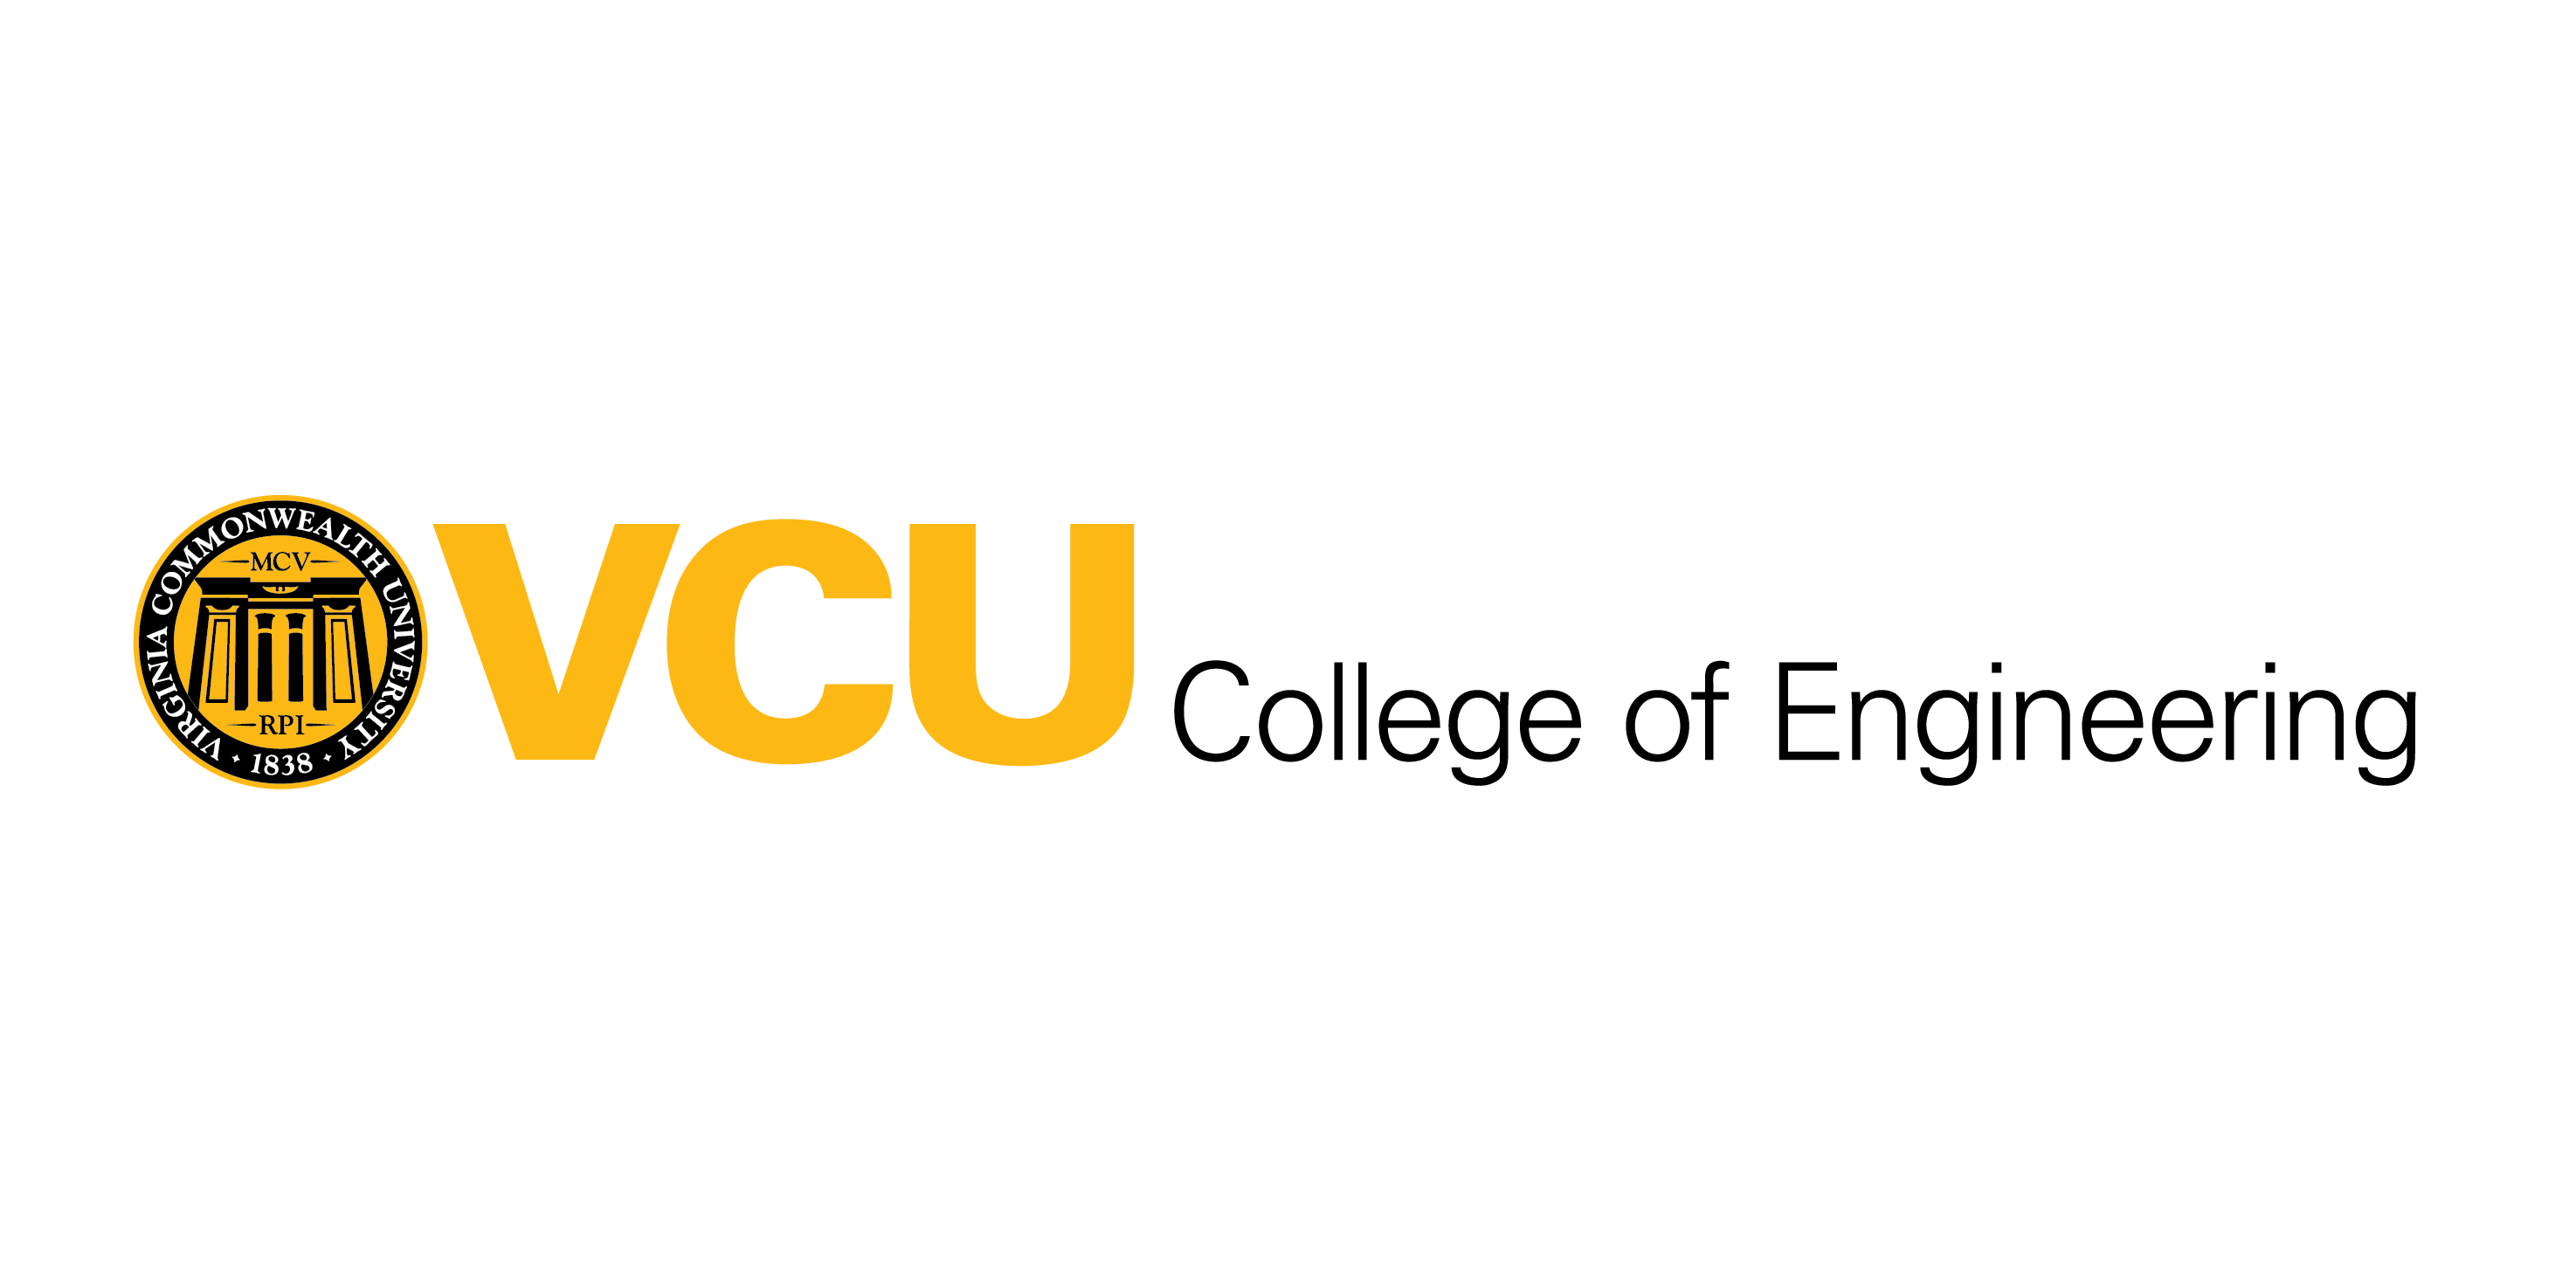 VIRGINIA COMMONWEALTH UNIVERSITY
MCV
RPI
· 1838 ·
VCU College of Engineering